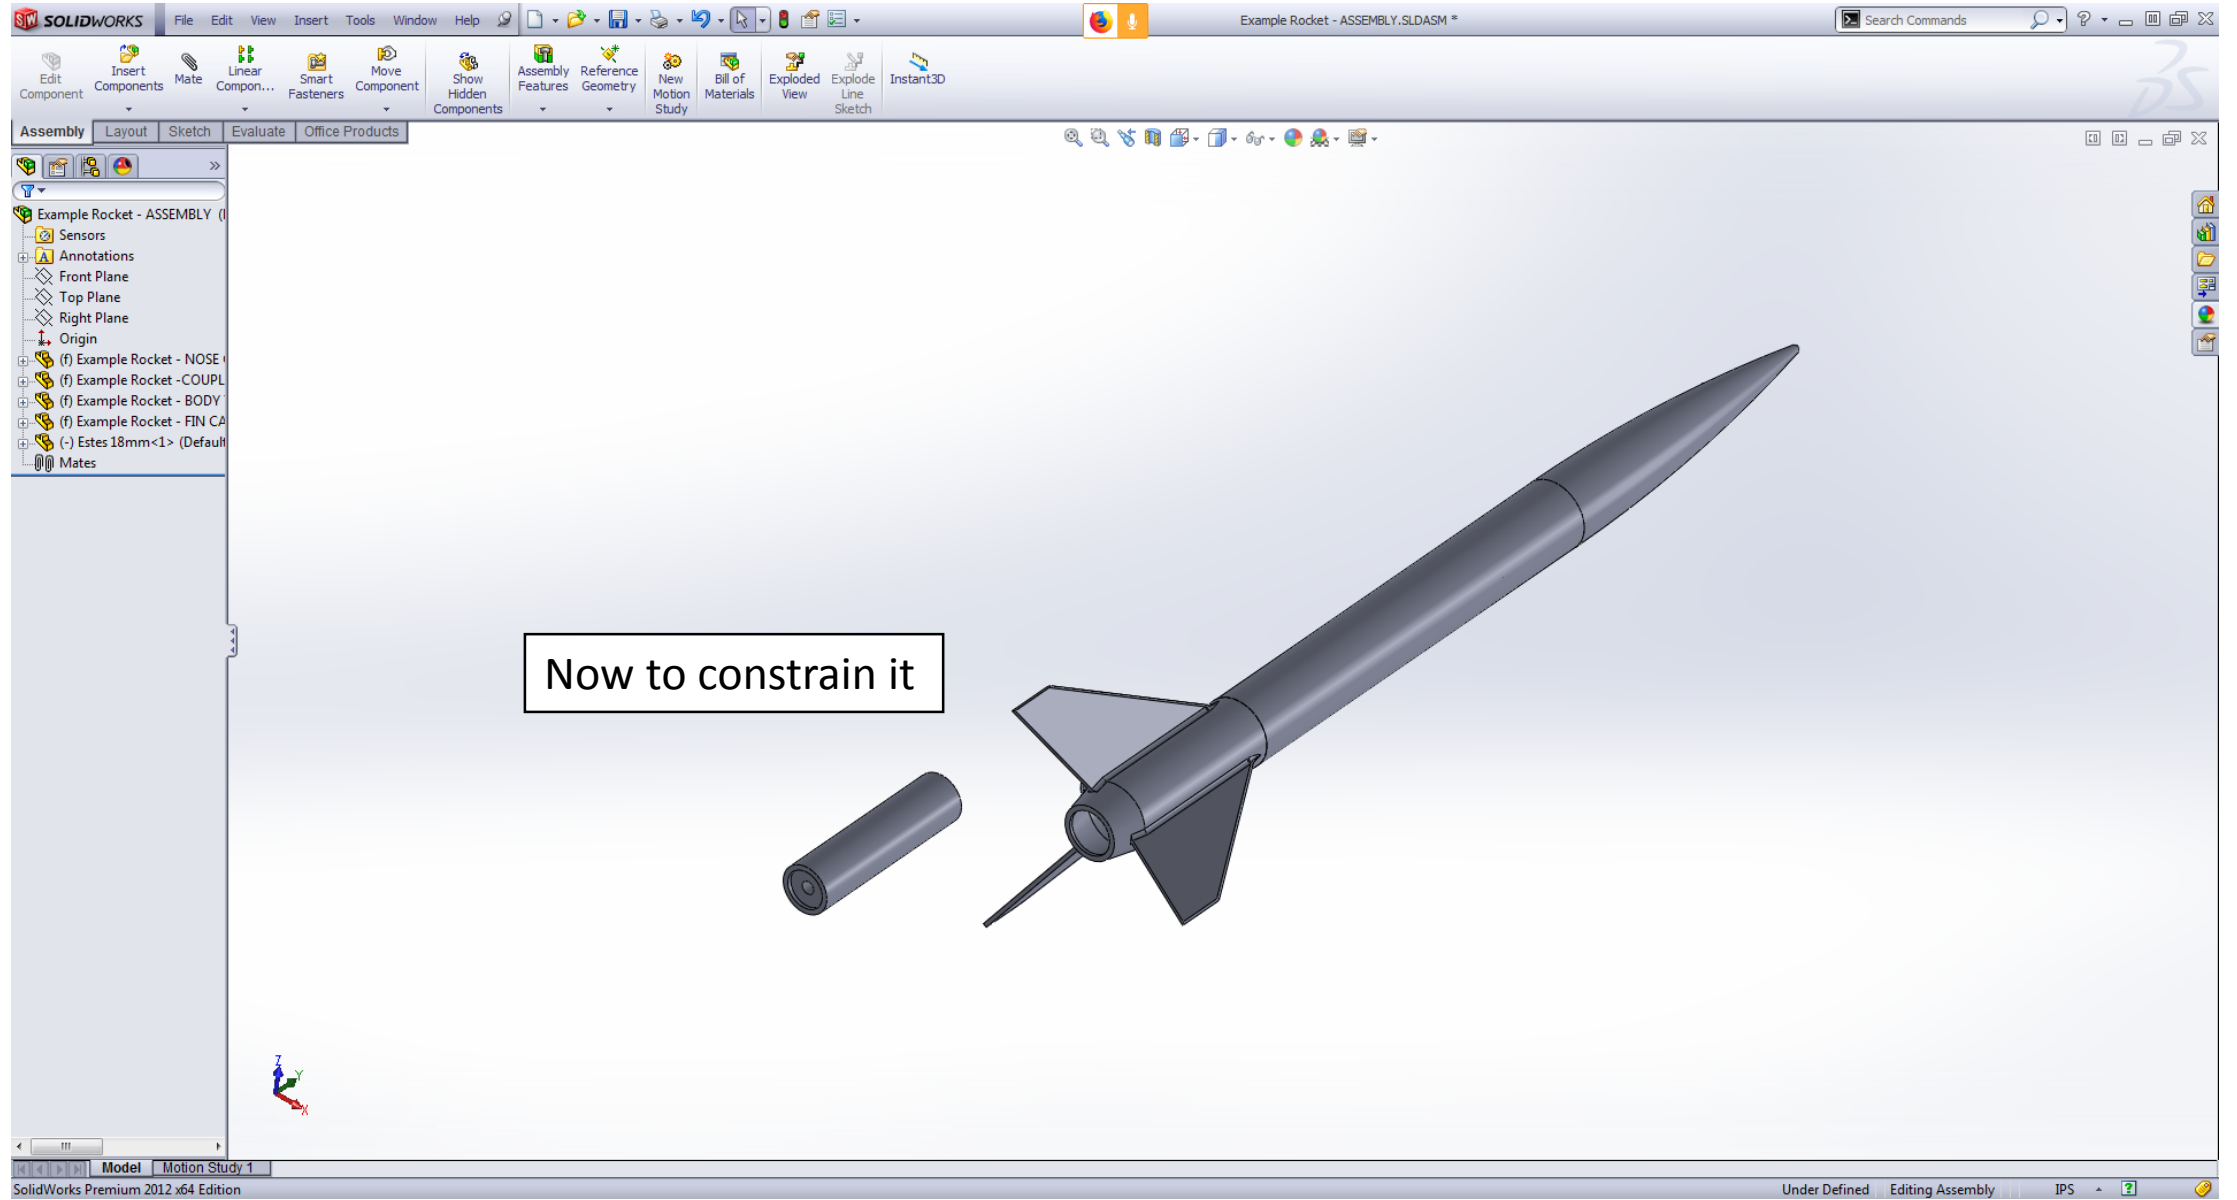 SOLIDWORKS File Edit View Insert Tools Window Help Example Rocket - ASSEMBLY.SLDASM * Search Commands
Edit Component Insert Components Mate Linear Compon... Smart Fasteners Move Component Show Hidden Components Assembly Features Reference Geometry New Motion Study Bill of Materials Exploded View Explode Line Sketch Instant3D
Assembly Layout Sketch Evaluate Office Products
Example Rocket - ASSEMBLY (
Sensors
Annotations
Front Plane
Top Plane
Right Plane
Origin
(f) Example Rocket - NOSE
(f) Example Rocket -COUPL
(f) Example Rocket - BODY
(f) Example Rocket - FIN CA
(-) Estes 18mm<1> (Default
Mates
Now to constrain it
Z
Y
X
Model Motion Study 1
SolidWorks Premium 2012 x64 Edition Under Defined Editing Assembly IPS